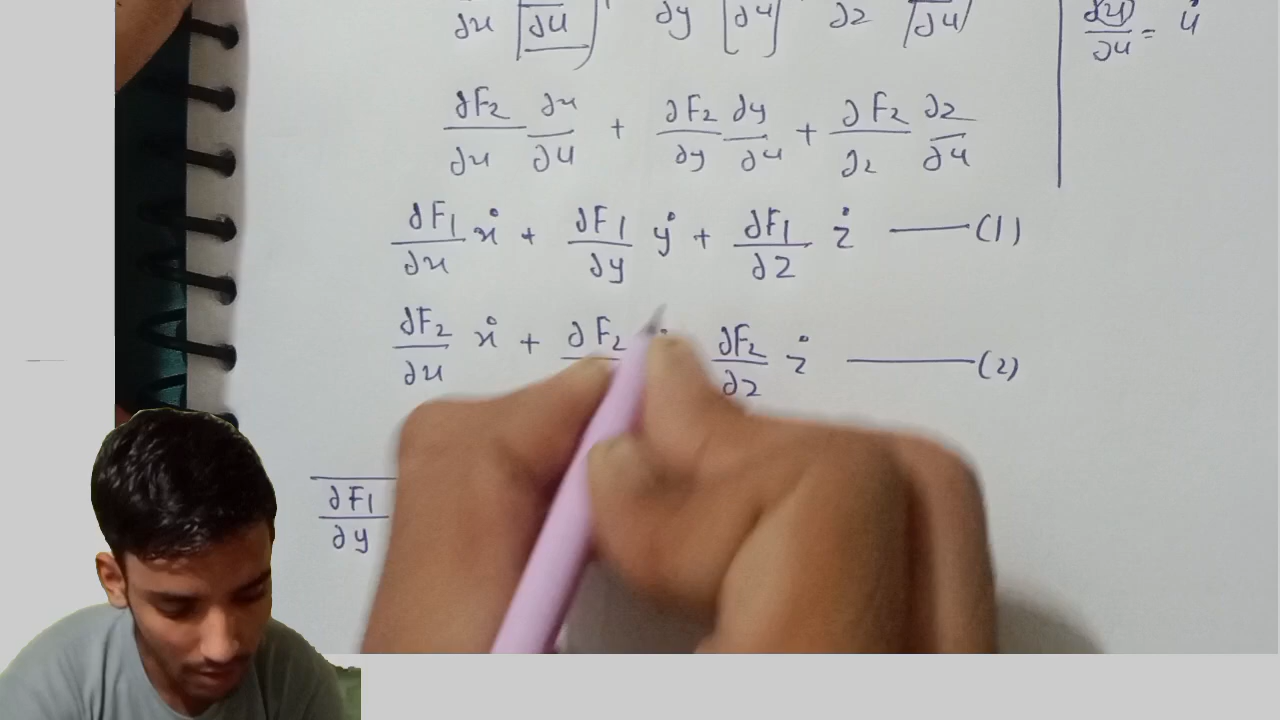 ∂x ∂u ∂y ∂u ∂z ∂u
∂(u)/∂u = u̇
∂F2/∂x ∂x/∂u + ∂F2/∂y ∂y/∂u + ∂F2/∂z ∂z/∂u
∂F1/∂x ẋ + ∂F1/∂y ẏ + ∂F1/∂z ż —— (1)
∂F2/∂x ẋ + ∂F2 ∂F2/∂z ż —— (2)
∂F1/∂y